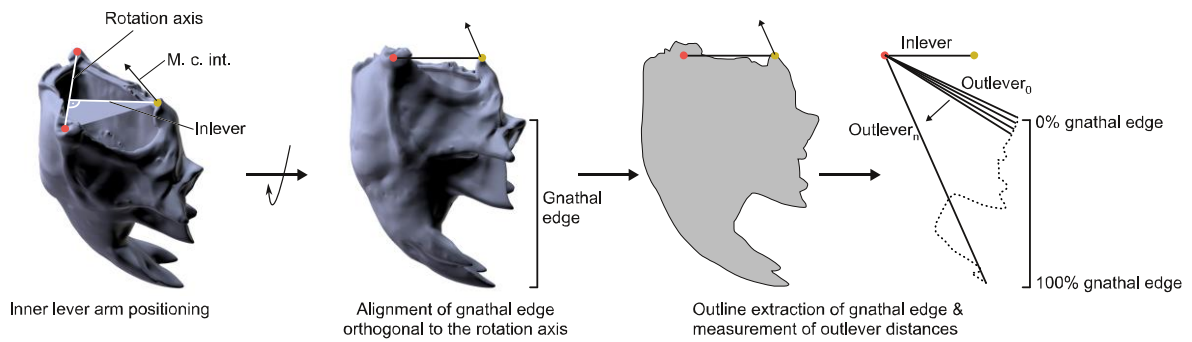 Rotation axis
M. c. int.
Inlever
Inner lever arm positioning
Gnathal
edge
Alignment of gnathal edge
orthogonal to the rotation axis
Outline extraction of gnathal edge &
measurement of outlever distances
Inlever
Outlever₀
Outleverₙ
0% gnathal edge
100% gnathal edge